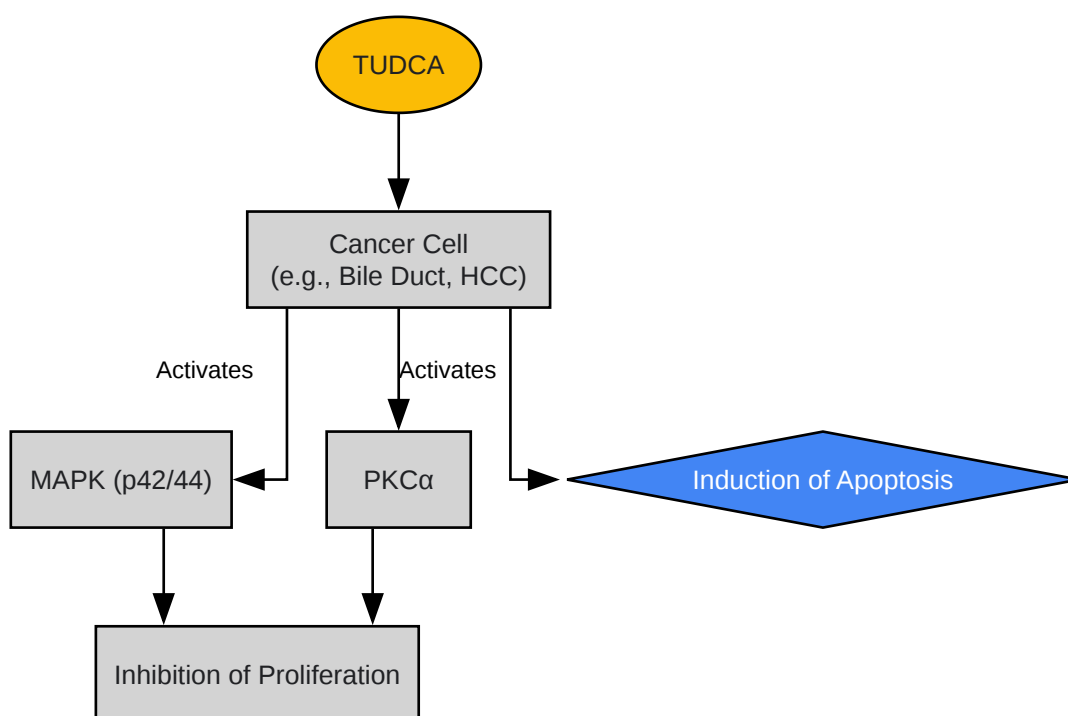 TUDCA
Cancer Cell
(e.g., Bile Duct, HCC)
Activates
Activates
MAPK (p42/44)
PKCα
Induction of Apoptosis
Inhibition of Proliferation